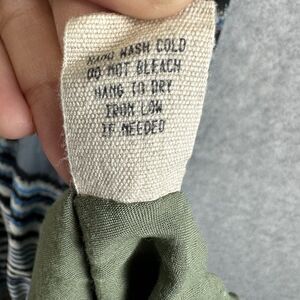 HAND WASH COLD
DO NOT BLEACH
HANG TO DRY
IRON LOW
IF NEEDED